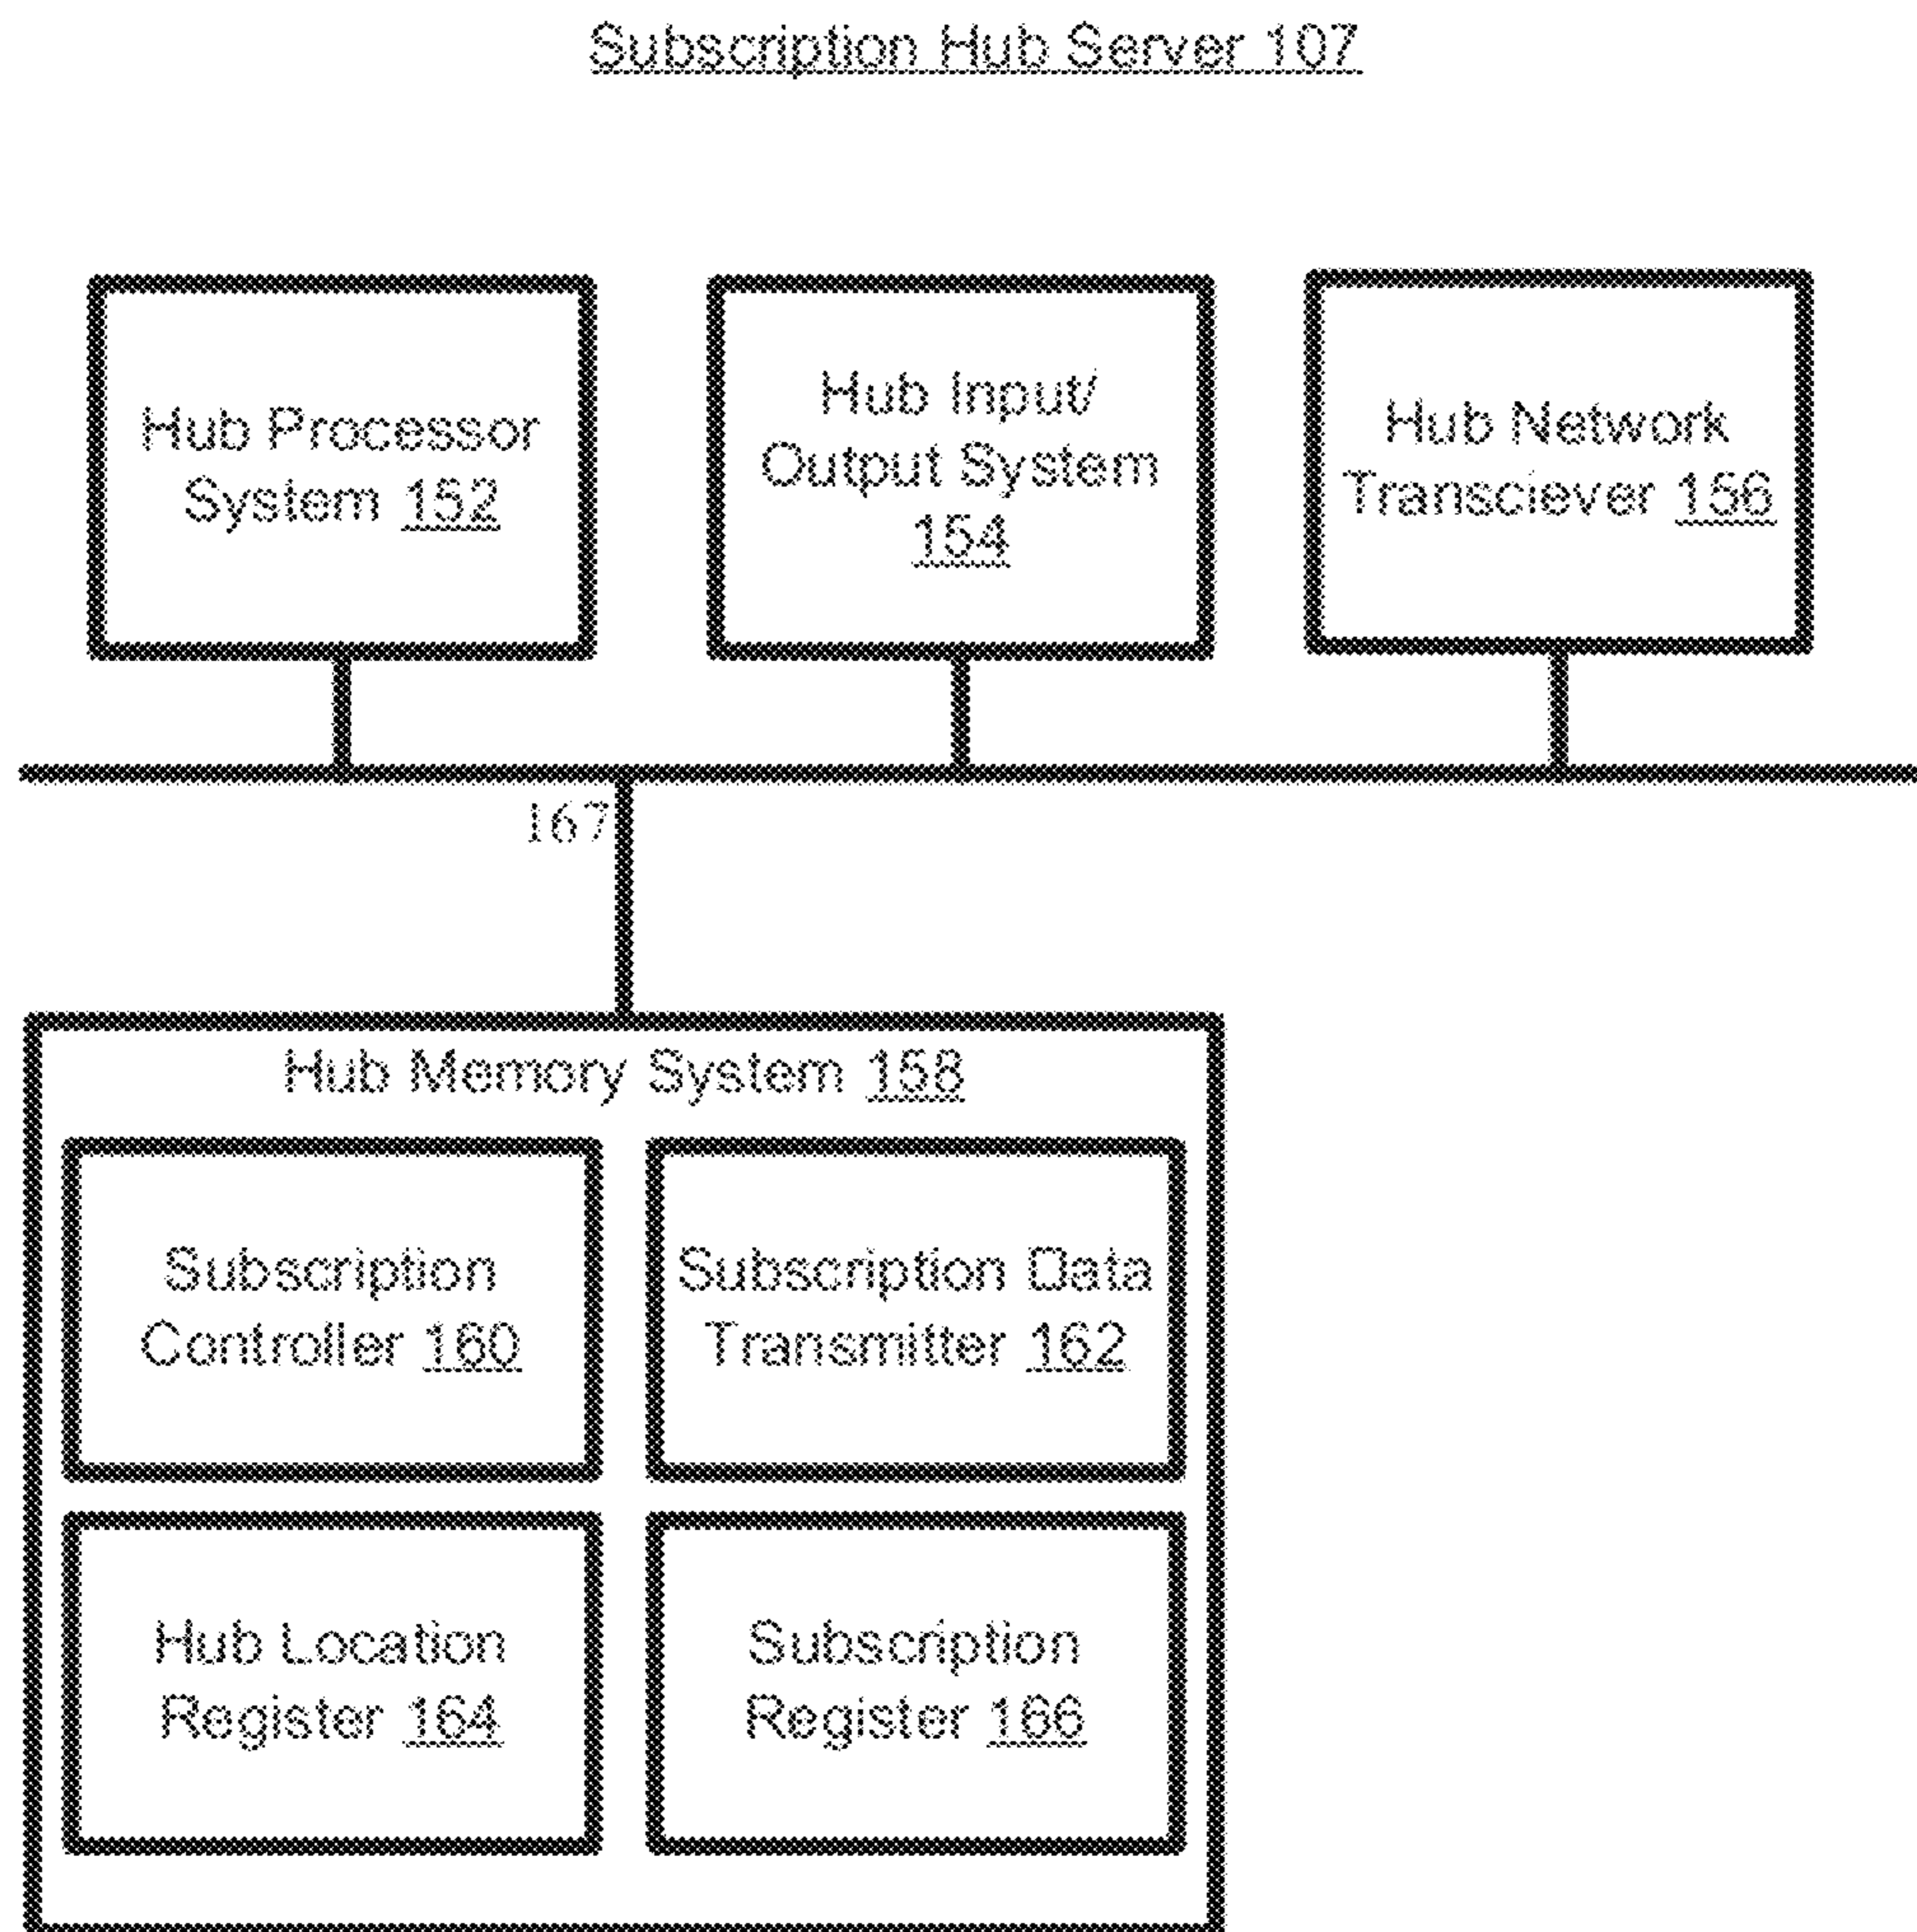 Subscription Hub Server 107
Hub Processor
System 152
Hub Input/
Output System
154
Hub Network
Transciever 156
167
Hub Memory System 158
Subscription
Controller 160
Subscription Data
Transmitter 162
Hub Location
Register 164
Subscription
Register 166